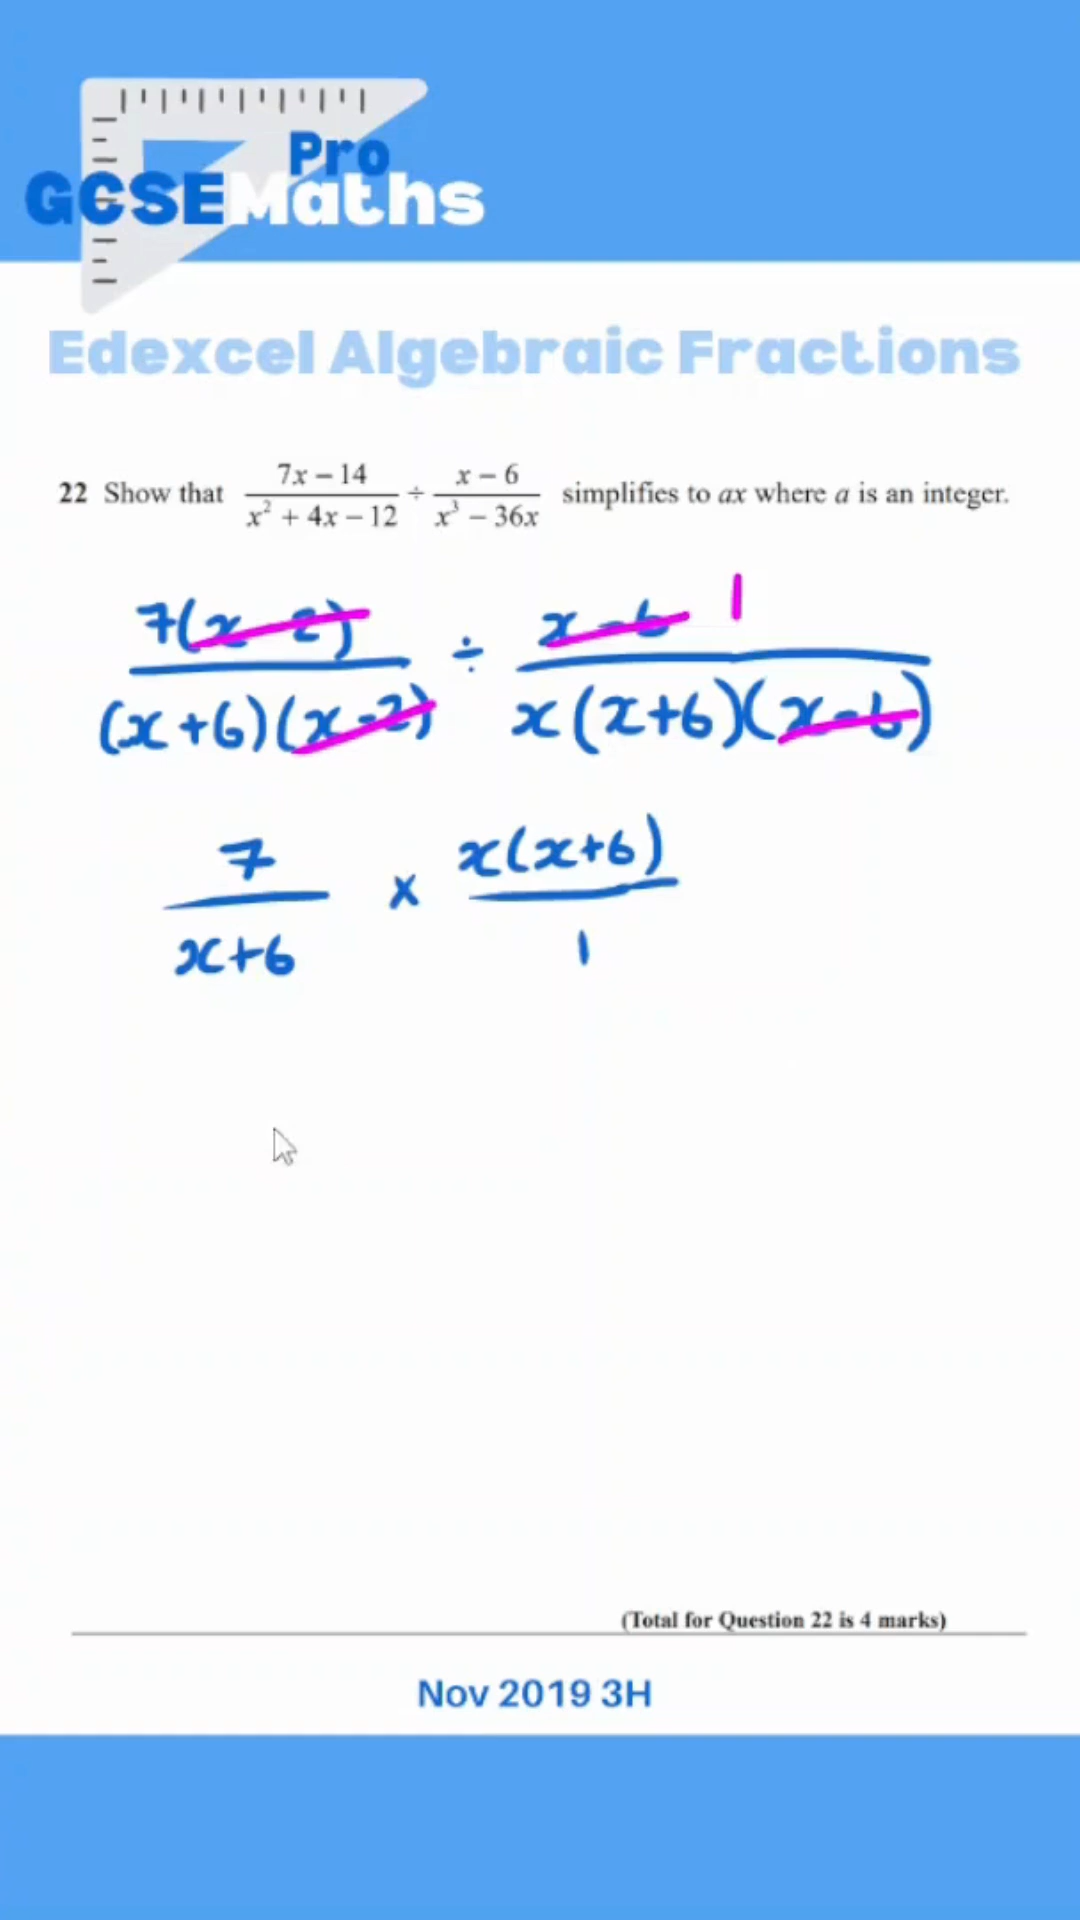 Pro
GCSEMaths
Edexcel Algebraic Fractions
22 Show that (7x – 14)/(x² + 4x – 12) ÷ (x – 6)/(x³ – 36x) simplifies to ax where a is an integer.
7(x-2) ÷ x-6 1
(x+6)(x-2) x(x+6)(x-6)
7 × x(x+6)
x+6 1
(Total for Question 22 is 4 marks)
Nov 2019 3H